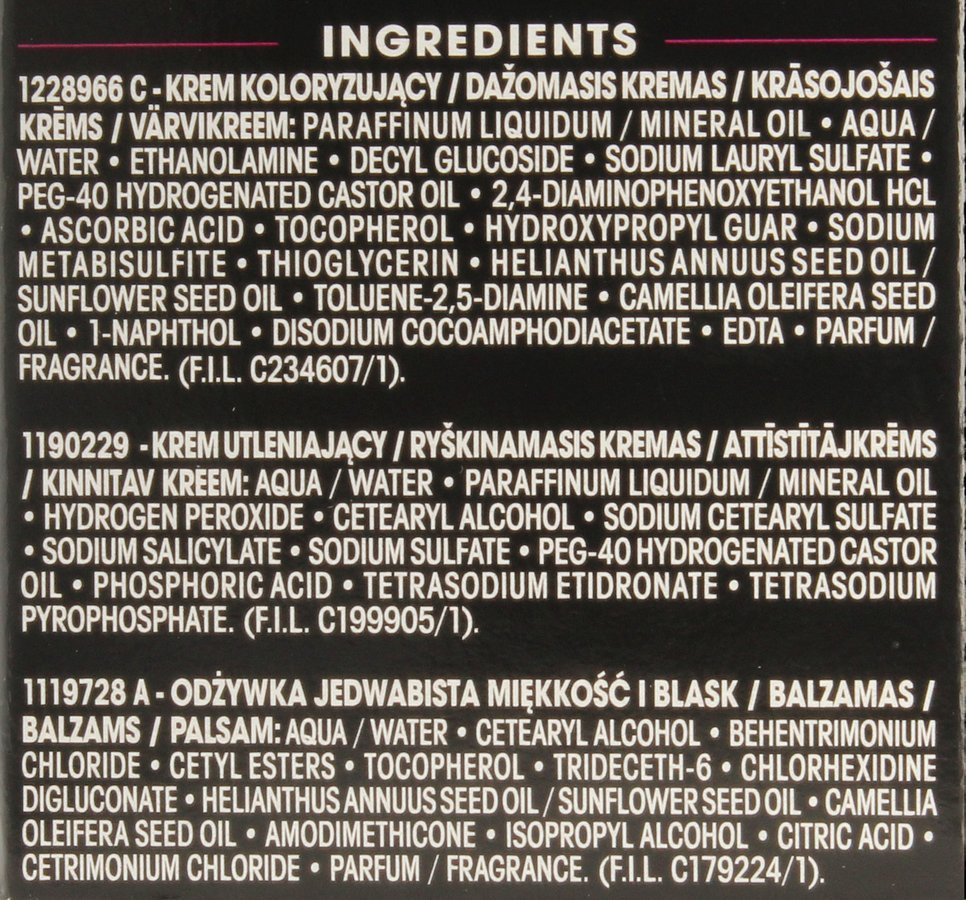 INGREDIENTS
1228966 C - KREM KOLORYZUJĄCY / DAŽOMASIS KREMAS / KRĀSOJOŠAIS
KRĒMS / VÄRVIKREEM: PARAFFINUM LIQUIDUM / MINERAL OIL • AQUA /
WATER • ETHANOLAMINE • DECYL GLUCOSIDE • SODIUM LAURYL SULFATE •
PEG-40 HYDROGENATED CASTOR OIL • 2,4-DIAMINOPHENOXYETHANOL HCL
• ASCORBIC ACID • TOCOPHEROL • HYDROXYPROPYL GUAR • SODIUM
METABISULFITE • THIOGLYCERIN • HELIANTHUS ANNUUS SEED OIL /
SUNFLOWER SEED OIL • TOLUENE-2,5-DIAMINE • CAMELLIA OLEIFERA SEED
OIL • 1-NAPHTHOL • DISODIUM COCOAMPHODIACETATE • EDTA • PARFUM /
FRAGRANCE. (F.I.L. C234607/1).
1190229 - KREM UTLENIAJĄCY / RYŠKINAMASIS KREMAS / ATTĪSTĪTĀJKRĒMS
/ KINNITAV KREEM: AQUA / WATER • PARAFFINUM LIQUIDUM / MINERAL OIL
• HYDROGEN PEROXIDE • CETEARYL ALCOHOL • SODIUM CETEARYL SULFATE
• SODIUM SALICYLATE • SODIUM SULFATE • PEG-40 HYDROGENATED CASTOR
OIL • PHOSPHORIC ACID • TETRASODIUM ETIDRONATE • TETRASODIUM
PYROPHOSPHATE. (F.I.L. C199905/1).
1119728 A - ODŻYWKA JEDWABISTA MIĘKKOŚĆ I BLASK / BALZAMAS /
BALZAMS / PALSAM: AQUA / WATER • CETEARYL ALCOHOL • BEHENTRIMONIUM
CHLORIDE • CETYL ESTERS • TOCOPHEROL • TRIDECETH-6 • CHLORHEXIDINE
DIGLUCONATE • HELIANTHUS ANNUUS SEED OIL / SUNFLOWER SEED OIL • CAMELLIA
OLEIFERA SEED OIL • AMODIMETHICONE • ISOPROPYL ALCOHOL • CITRIC ACID •
CETRIMONIUM CHLORIDE • PARFUM / FRAGRANCE. (F.I.L. C179224/1).